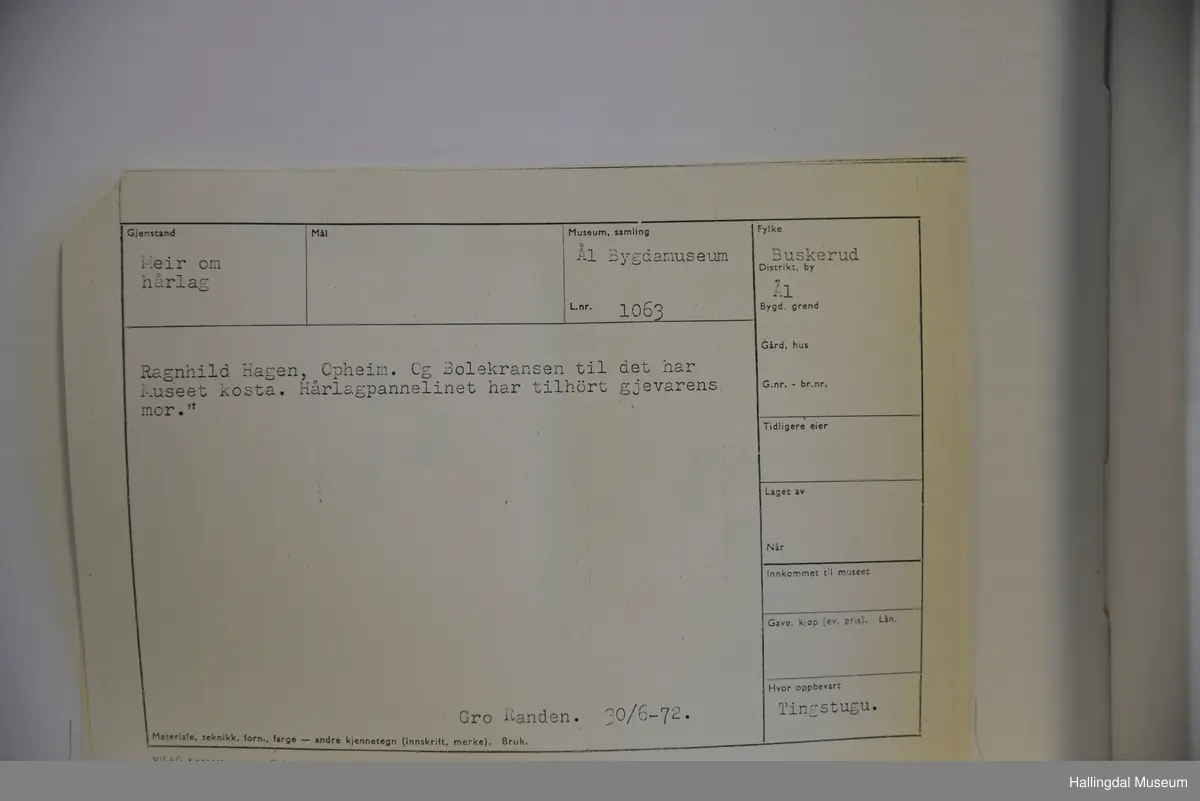 Gjenstand
Meir om
hårlag
Mål
Museum, samling
Ål Bygdamuseum
L.nr. 1063
Fylke
Buskerud
Distrikt, by
Ål
Bygd, grend
Gård, hus
G.nr. - br.nr.
Tidligere eier
Laget av
Når
Innkommet til museet
Gave, kjøp (ev. pris). Lån.
Hvor oppbevart
Tingstugu.
Ragnhild Hagen, Opheim. Og Bolekransen til det har
Museet kosta. Hårlagpannelinet har tilhört gjevarens
mor."
Gro Randen. 30/6-72.
Materiale, teknikk, form, farge — andre kjennetegn (innskrift, merke). Bruk.
Hallingdal Museum